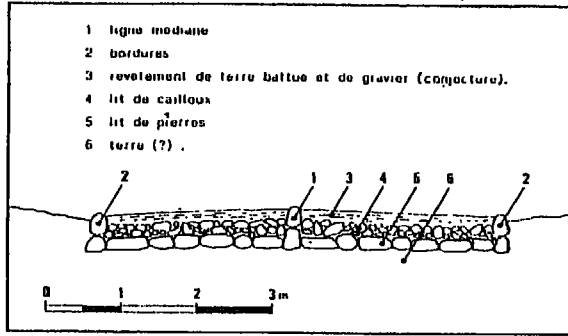 1 ligne médiane
2 bordures
3 revêtement de terre battue et de gravier (conjecture).
4 lit de cailloux
5 lit de pierres
6 terre (?) .
2 1 3 4 5 6 2
0 1 2 3 m